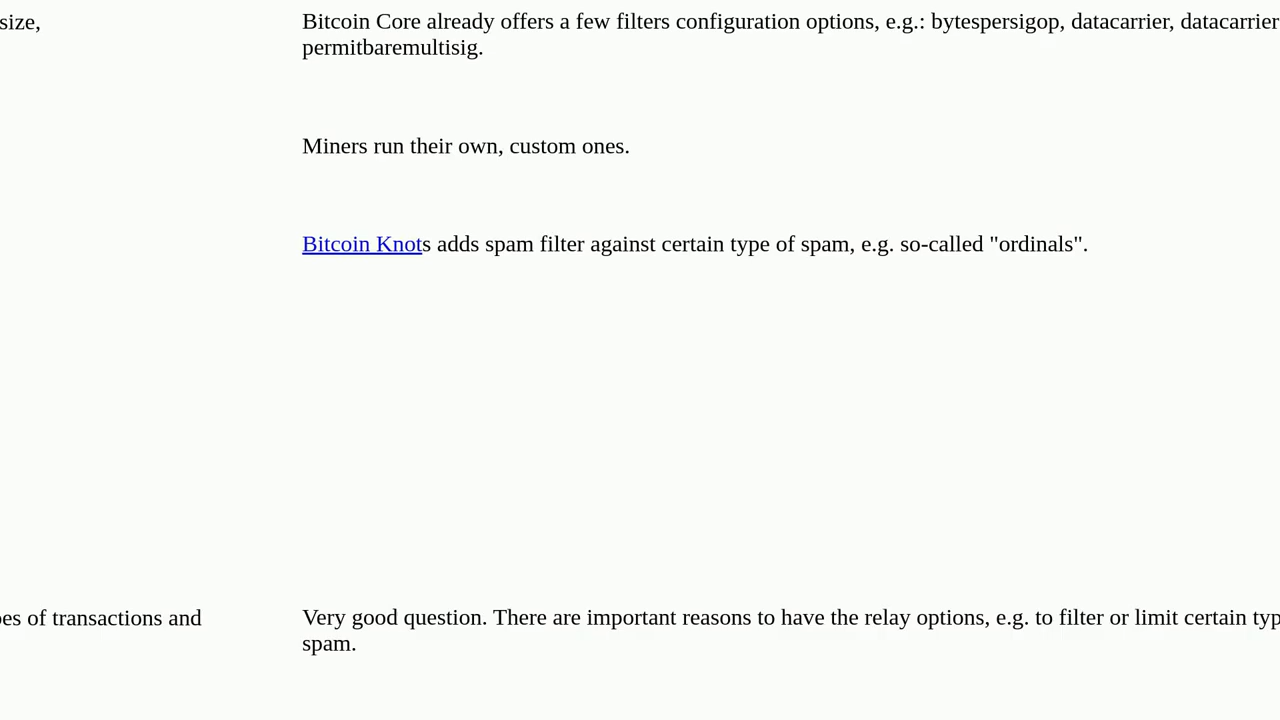 size,
Bitcoin Core already offers a few filters configuration options, e.g.: bytespersigop, datacarrier, datacarrier
permitbaremultisig.
Miners run their own, custom ones.
Bitcoin Knots adds spam filter against certain type of spam, e.g. so-called "ordinals".
of transactions and
Very good question. There are important reasons to have the relay options, e.g. to filter or limit certain
spam.